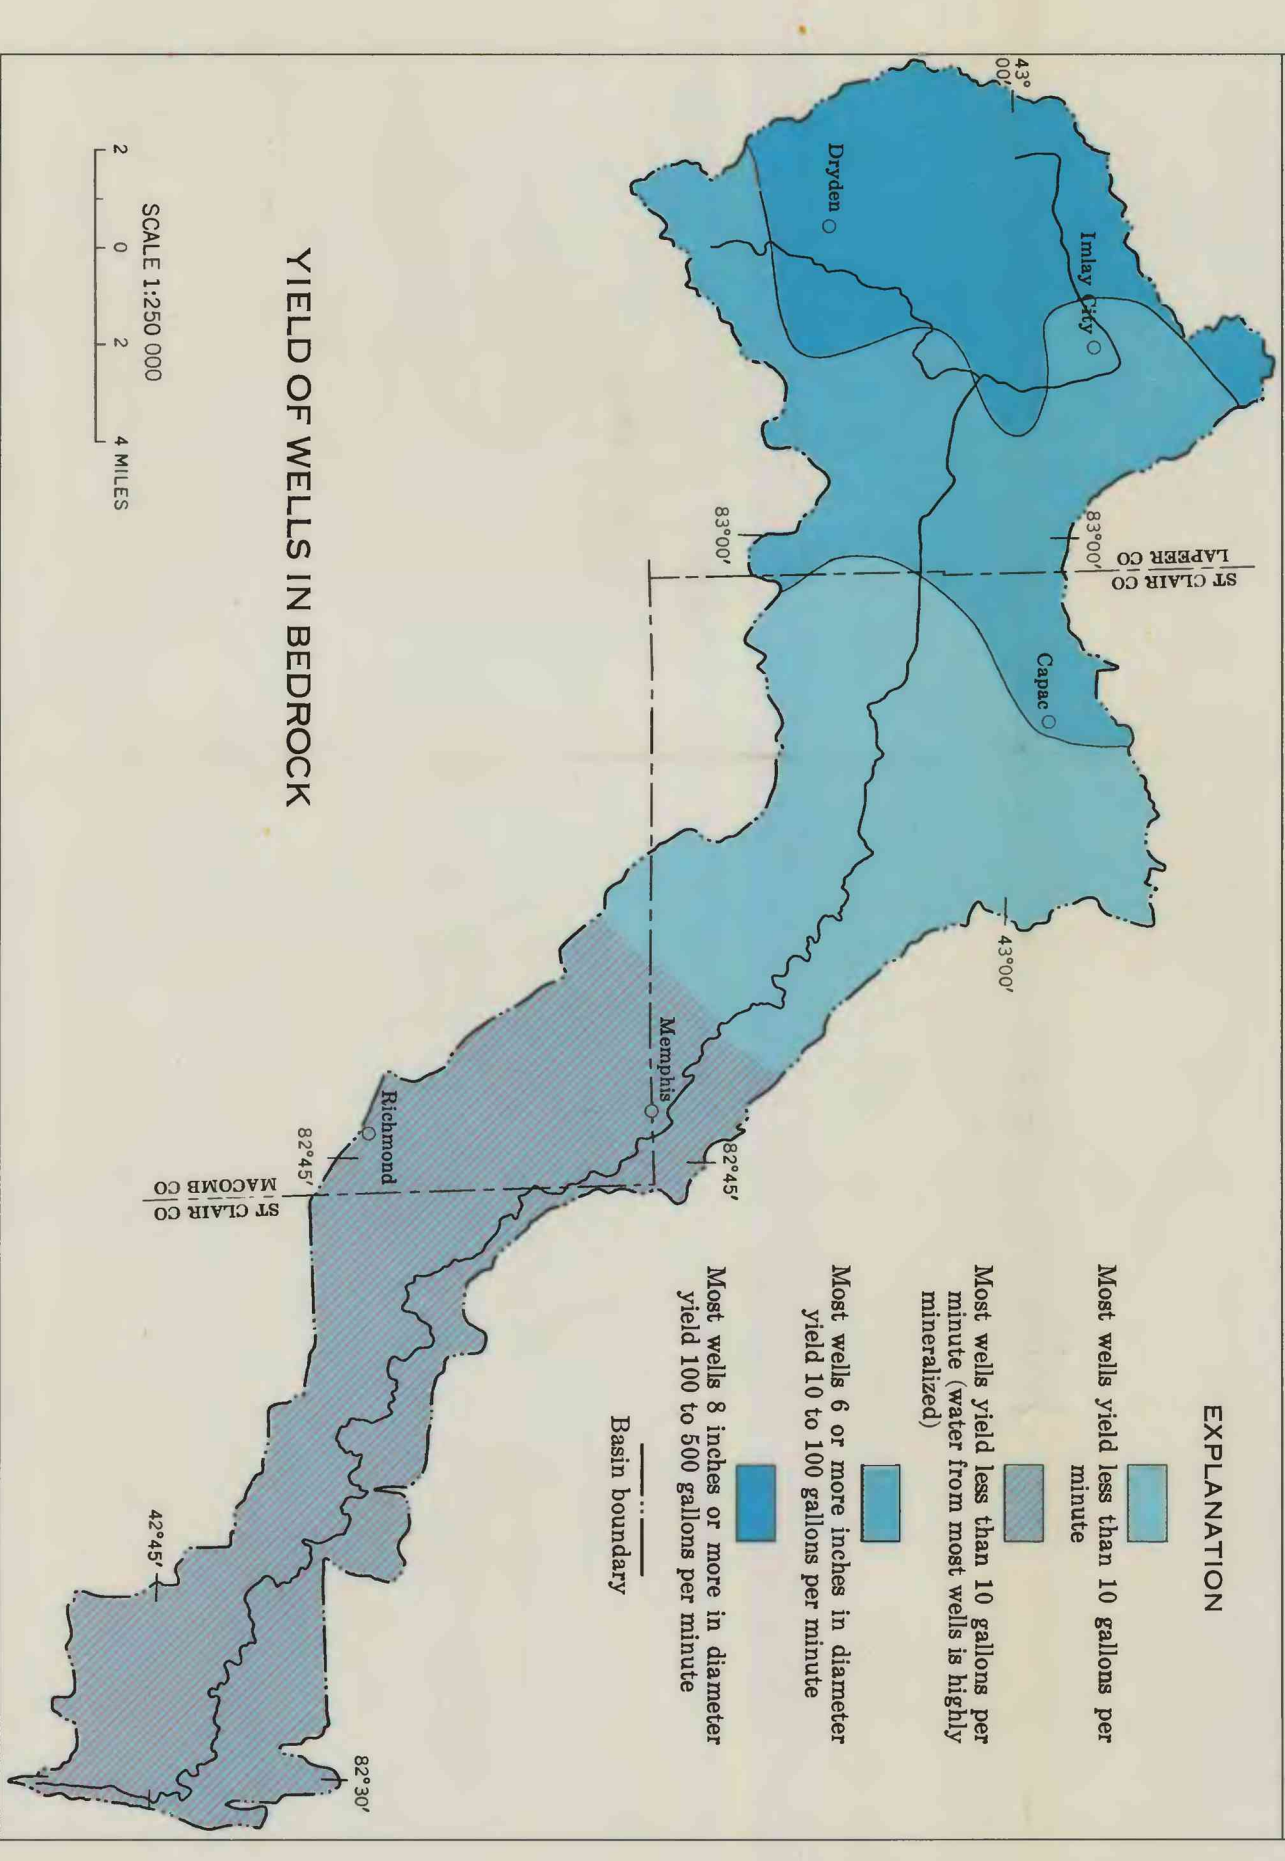 43°
00'
Imlay City
Dryden
83°00'
83°00'
LAPEER CO
ST CLAIR CO
Capac
43°00'
Memphis
Richmond
82°45'
82°45'
MACOMB CO
ST CLAIR CO
42°45'
82°30'
EXPLANATION
Most wells yield less than 10 gallons per
minute
Most wells yield less than 10 gallons per
minute (water from most wells is highly
mineralized)
Most wells 6 or more inches in diameter
yield 10 to 100 gallons per minute
Most wells 8 inches or more in diameter
yield 100 to 500 gallons per minute
Basin boundary
YIELD OF WELLS IN BEDROCK
SCALE 1:250 000
2 0 2 4 MILES